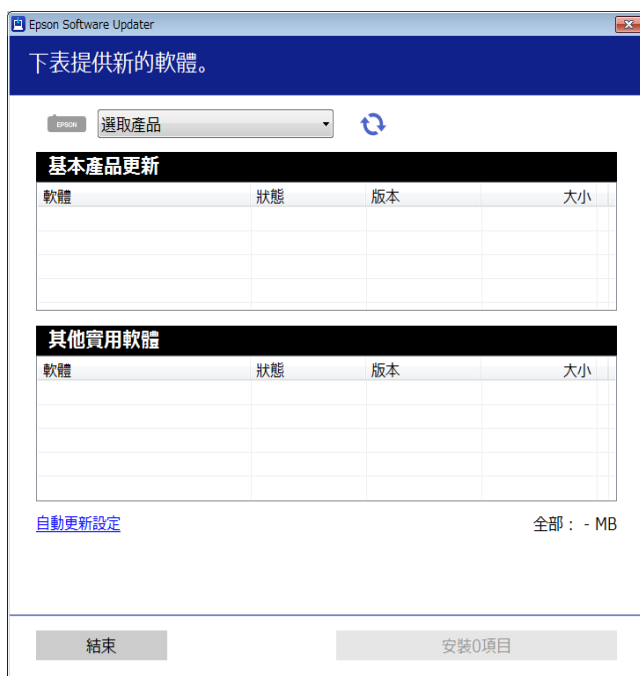 Epson Software Updater
下表提供新的軟體。
EPSON 選取產品
基本產品更新
軟體 狀態 版本 大小
其他實用軟體
軟體 狀態 版本 大小
自動更新設定 全部： - MB
結束 安裝0項目